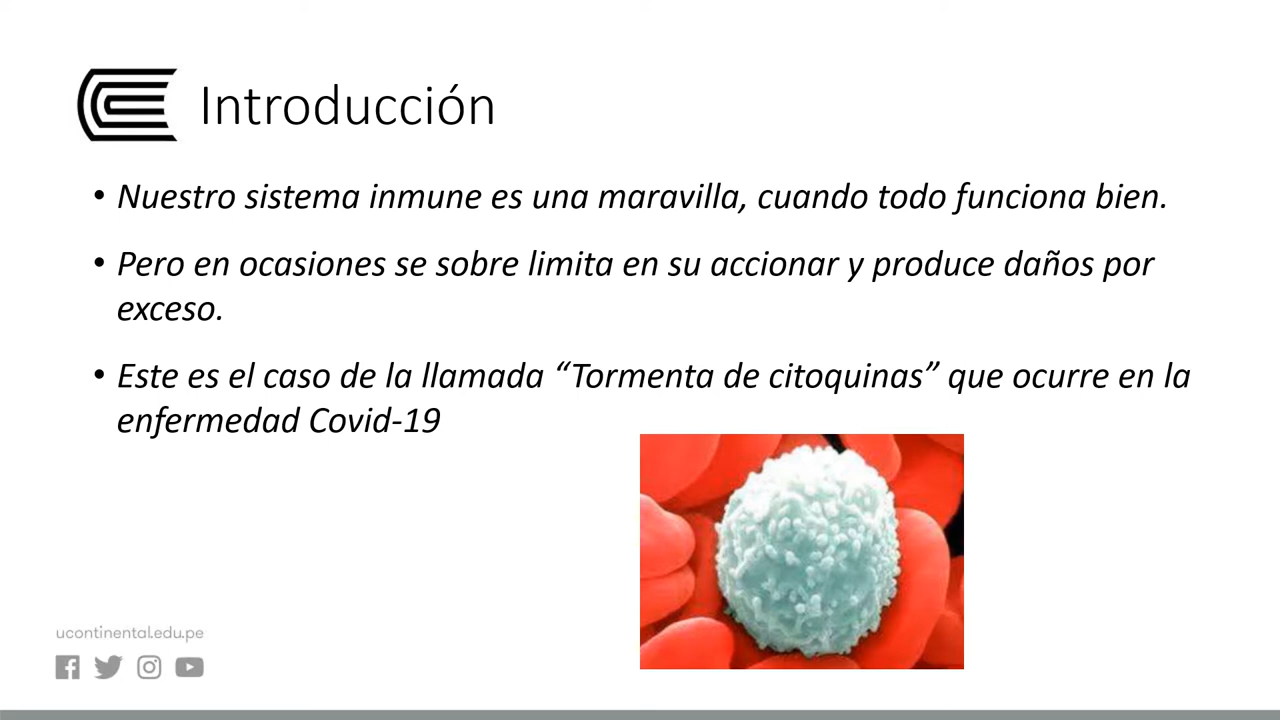 Introducción
• Nuestro sistema inmune es una maravilla, cuando todo funciona bien.
• Pero en ocasiones se sobre limita en su accionar y produce daños por
exceso.
• Este es el caso de la llamada “Tormenta de citoquinas” que ocurre en la
enfermedad Covid-19
ucontinental.edu.pe